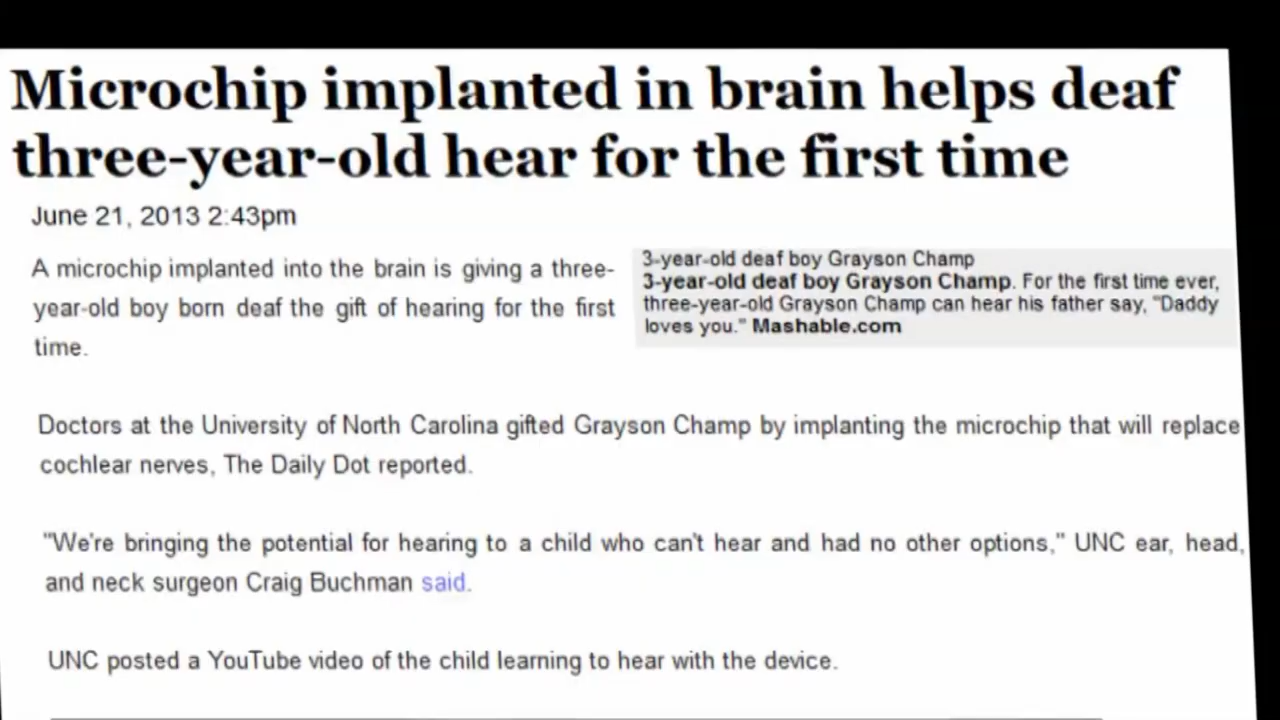 Microchip implanted in brain helps deaf
three-year-old hear for the first time
June 21, 2013 2:43pm
A microchip implanted into the brain is giving a three-
year-old boy born deaf the gift of hearing for the first
time.
3-year-old deaf boy Grayson Champ
3-year-old deaf boy Grayson Champ. For the first time ever,
three-year-old Grayson Champ can hear his father say, "Daddy
loves you." Mashable.com
Doctors at the University of North Carolina gifted Grayson Champ by implanting the microchip that will replace
cochlear nerves, The Daily Dot reported.
"We're bringing the potential for hearing to a child who can't hear and had no other options," UNC ear, head,
and neck surgeon Craig Buchman said.
UNC posted a YouTube video of the child learning to hear with the device.